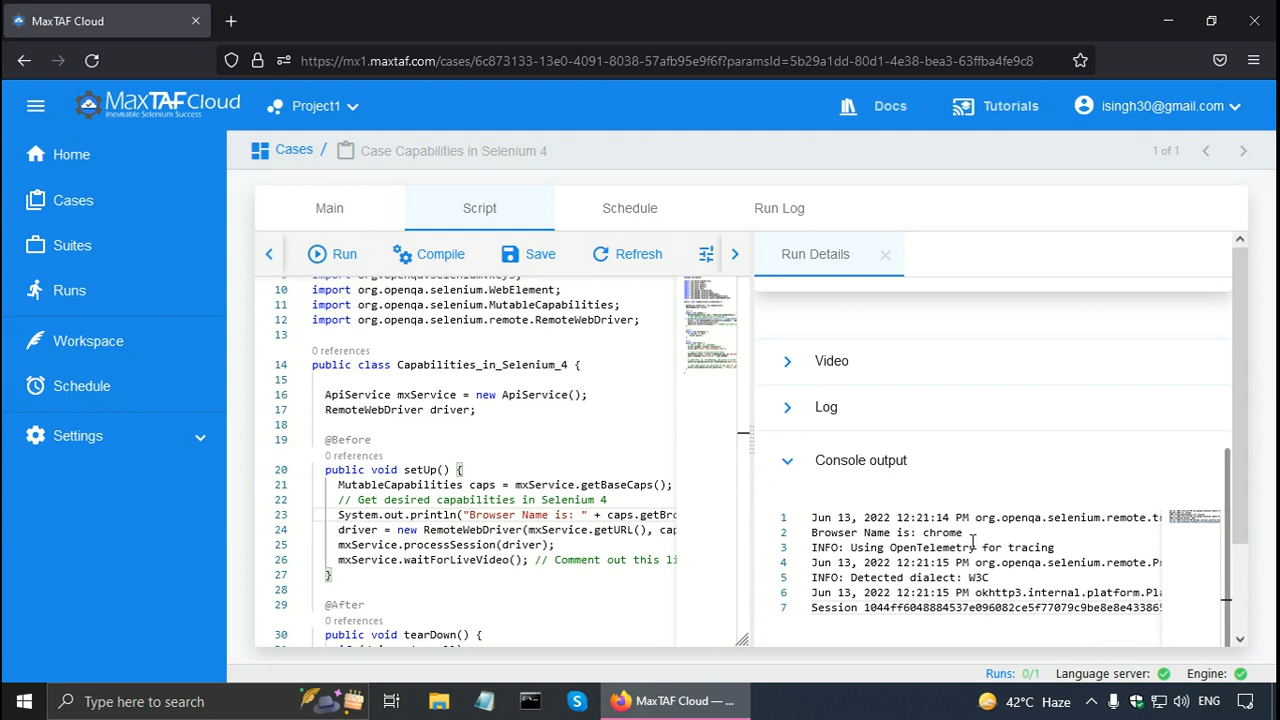 MaxTAF Cloud
https://mx1.maxtaf.com/cases/6c873133-13e0-4091-8038-57afb95e9f6f?paramsId=5b29a1dd-80d1-4e38-bea3-63ffba4fe9c8
MaxTAFCloud
Inevitable Selenium Success
Project1
Docs
Tutorials
isingh30@gmail.com
Home
Cases
Suites
Runs
Workspace
Schedule
Settings
Cases / Case Capabilities in Selenium 4
1 of 1
Main
Script
Schedule
Run Log
Run
Compile
Save
Refresh
Run Details
10 import org.openqa.selenium.WebElement;
11 import org.openqa.selenium.MutableCapabilities;
12 import org.openqa.selenium.remote.RemoteWebDriver;
13
0 references
14 public class Capabilities_in_Selenium_4 {
15
16 ApiService mxService = new ApiService();
17 RemoteWebDriver driver;
18
19 @Before
0 references
20 public void setUp() {
21 MutableCapabilities caps = mxService.getBaseCaps();
22 // Get desired capabilities in Selenium 4
23 System.out.println("Browser Name is: " + caps.getBro
24 driver = new RemoteWebDriver(mxService.getURL(), cap
25 mxService.processSession(driver);
26 mxService.waitForLiveVideo(); // Comment out this li
27 }
28
29 @After
0 references
30 public void tearDown() {
Video
Log
Console output
1 Jun 13, 2022 12:21:14 PM org.openqa.selenium.remote.tr
2 Browser Name is: chrome
3 INFO: Using OpenTelemetry for tracing
4 Jun 13, 2022 12:21:15 PM org.openqa.selenium.remote.Pr
5 INFO: Detected dialect: W3C
6 Jun 13, 2022 12:21:15 PM okhttp3.internal.platform.Pla
7 Session 1044ff6048884537e096082ce5f77079c9be8e8e433865
Runs: 0/1
Language server:
Engine:
Type here to search
MaxTAF Cloud — ...
42°C Haze
ENG